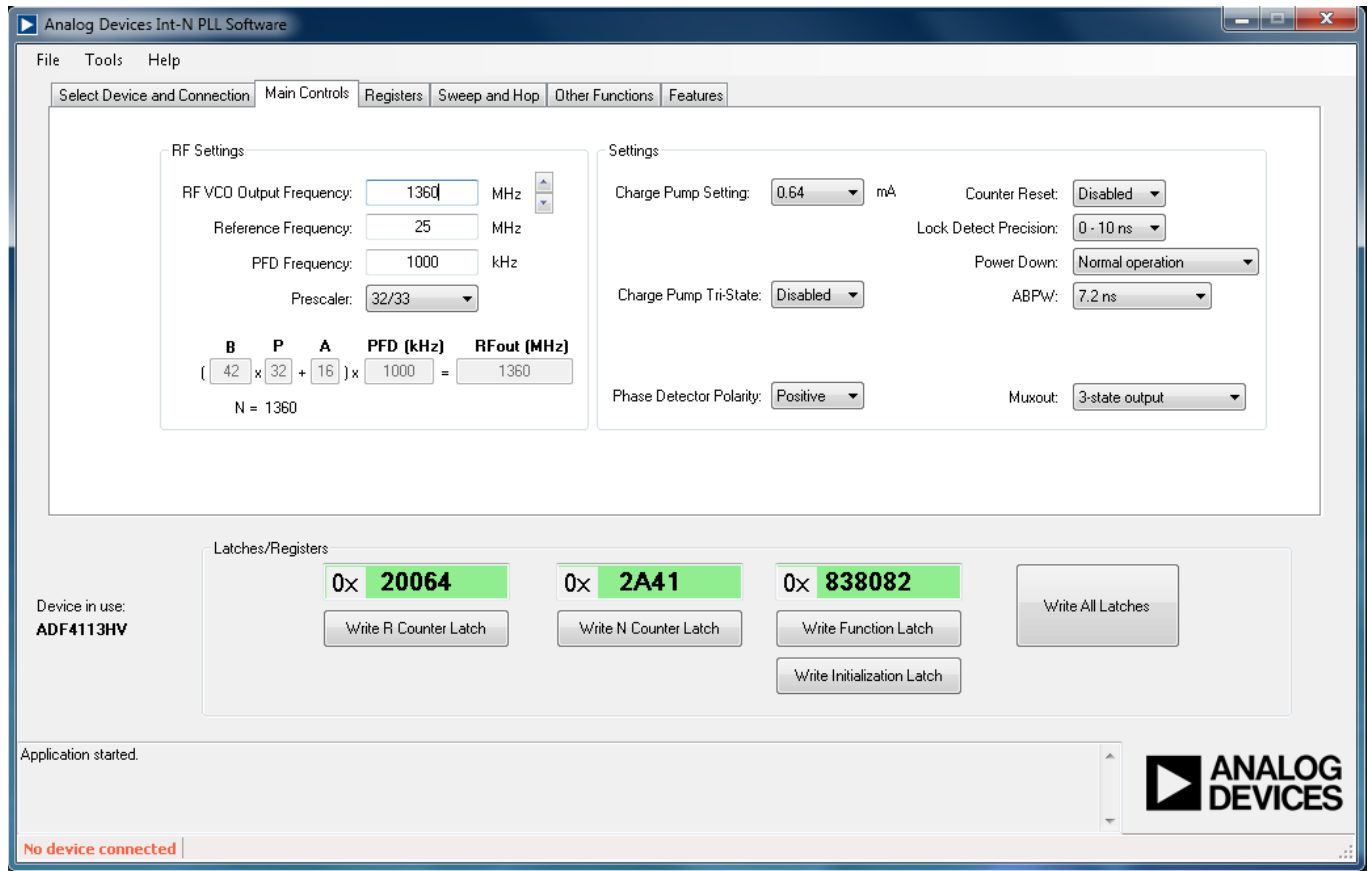 Analog Devices Int-N PLL Software
File Tools Help
Select Device and Connection Main Controls Registers Sweep and Hop Other Functions Features
RF Settings
RF VCO Output Frequency: 1360 MHz
Reference Frequency: 25 MHz
PFD Frequency: 1000 kHz
Prescaler: 32/33
B P A PFD (kHz) RFout (MHz)
( 42 x 32 + 16 ) x 1000 = 1360
N = 1360
Settings
Charge Pump Setting: 0.64 mA
Charge Pump Tri-State: Disabled
Phase Detector Polarity: Positive
Counter Reset: Disabled
Lock Detect Precision: 0 - 10 ns
Power Down: Normal operation
ABPW: 7.2 ns
Muxout: 3-state output
Device in use:
ADF4113HV
Latches/Registers
0x 20064 0x 2A41 0x 838082
Write R Counter Latch Write N Counter Latch Write Function Latch
Write Initialization Latch
Write All Latches
Application started.
ANALOG
DEVICES
No device connected